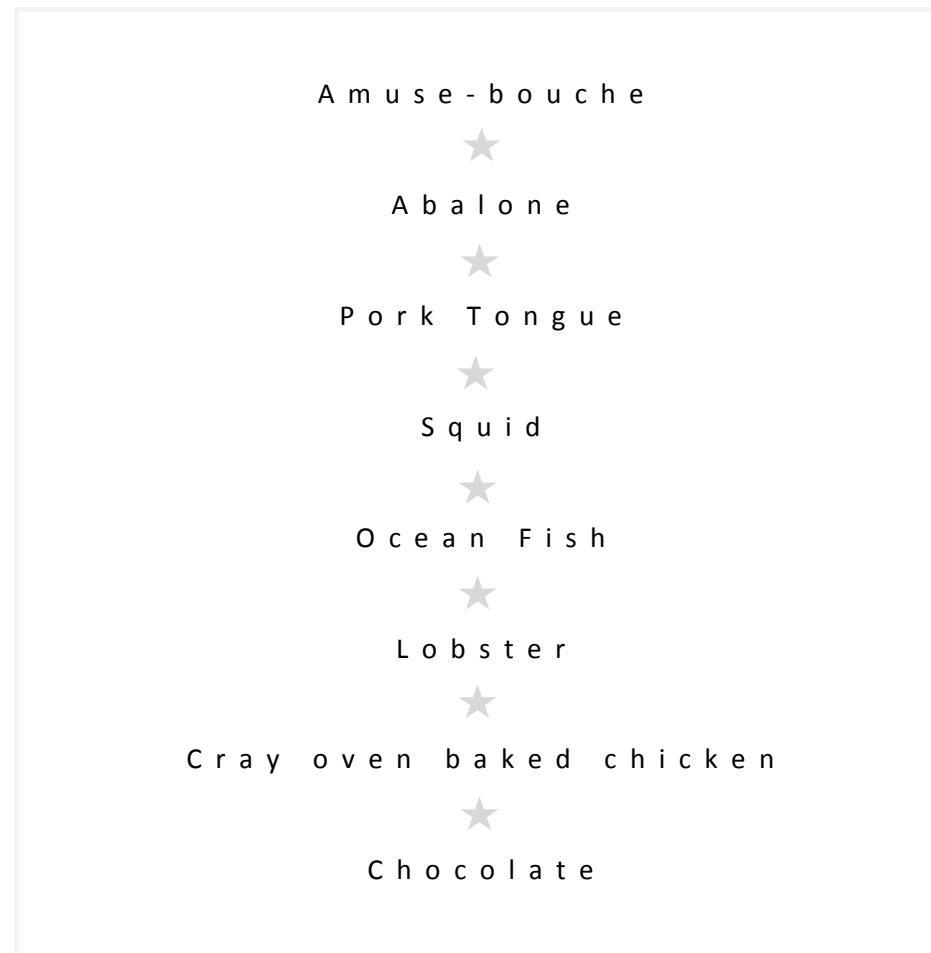 Amuse-bouche
Abalone
Pork Tongue
Squid
Ocean Fish
Lobster
Cray oven baked chicken
Chocolate